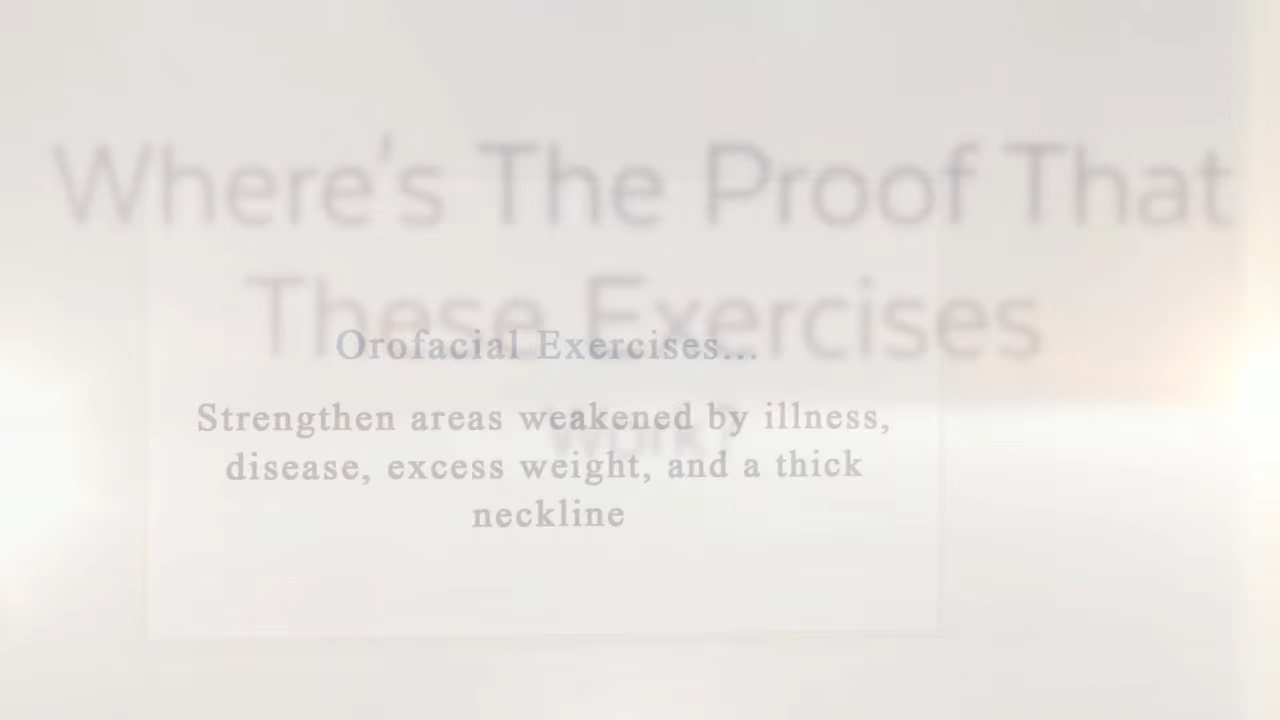 Where's The Proof That
These Exercises
Work?
Orofacial Exercises...
Strengthen areas weakened by illness,
disease, excess weight, and a thick
neckline